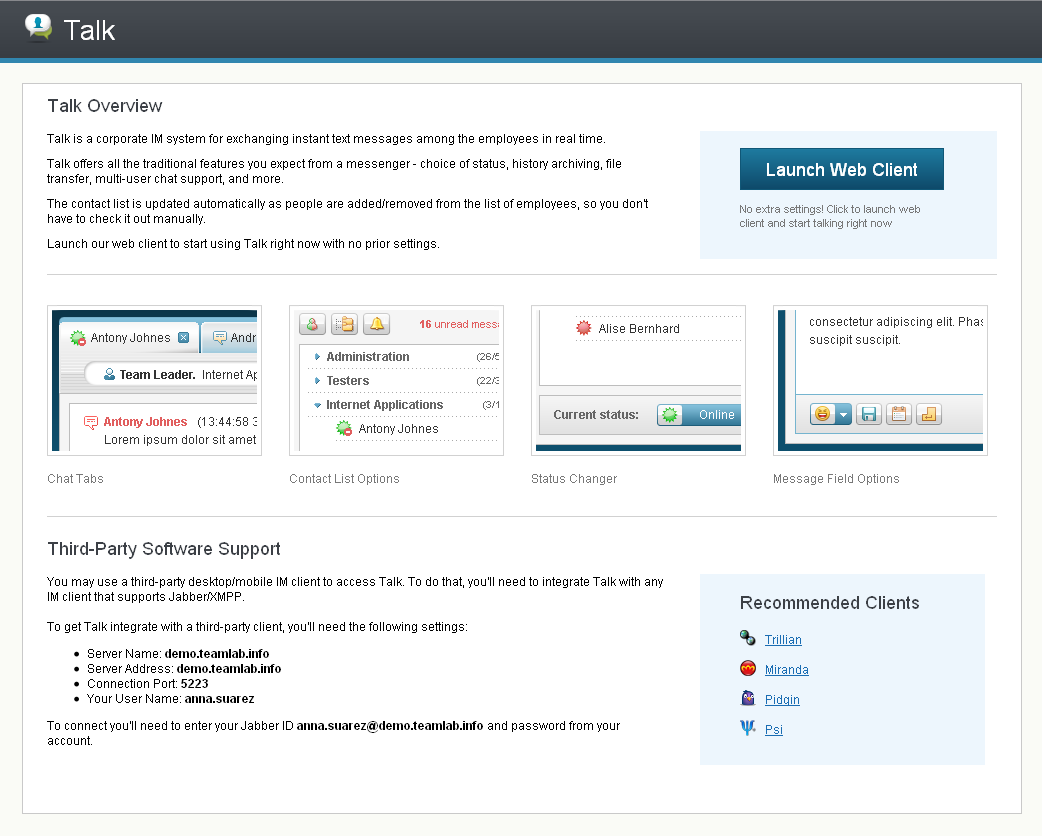 Talk
Talk Overview
Talk is a corporate IM system for exchanging instant text messages among the employees in real time.
Talk offers all the traditional features you expect from a messenger - choice of status, history archiving, file
transfer, multi-user chat support, and more.
The contact list is updated automatically as people are added/removed from the list of employees, so you don't
have to check it out manually.
Launch our web client to start using Talk right now with no prior settings.
Launch Web Client
No extra settings! Click to launch web
client and start talking right now
Antony Johnes
Andr
Team Leader. Internet Ap
Antony Johnes (13:44:58 3
Lorem ipsum dolor sit amet
Chat Tabs
16 unread messa
Administration (26/5
Testers (22/3
Internet Applications (3/1
Antony Johnes
Contact List Options
Alise Bernhard
Current status: Online
Status Changer
consectetur adipiscing elit. Phas
suscipit suscipit.
Message Field Options
Third-Party Software Support
You may use a third-party desktop/mobile IM client to access Talk. To do that, you'll need to integrate Talk with any
IM client that supports Jabber/XMPP.
To get Talk integrate with a third-party client, you'll need the following settings:
Server Name: demo.teamlab.info
Server Address: demo.teamlab.info
Connection Port: 5223
Your User Name: anna.suarez
To connect you'll need to enter your Jabber ID anna.suarez@demo.teamlab.info and password from your
account.
Recommended Clients
Trillian
Miranda
Pidgin
Psi